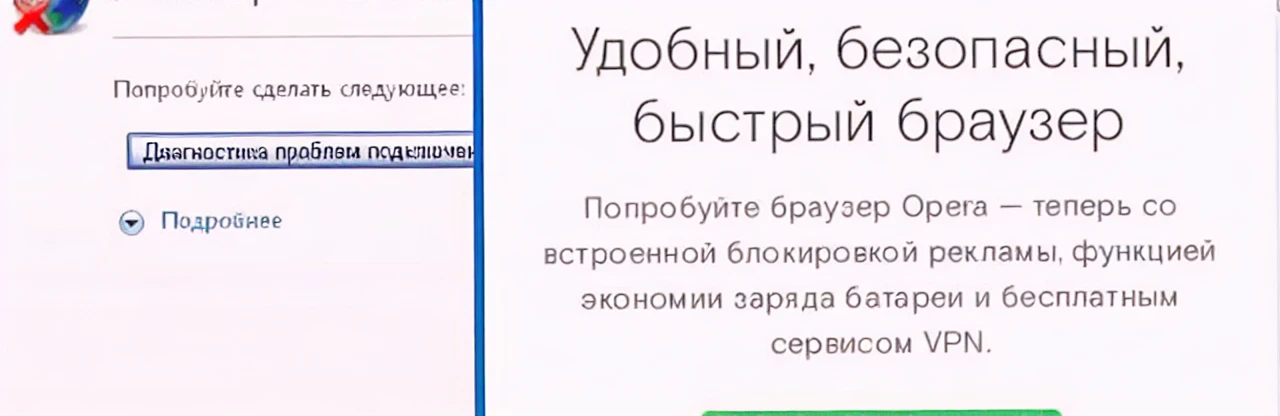 Попробуйте сделать следующее:
Диагностика проблем подключен
Подробнее
Удобный, безопасный,
быстрый браузер
Попробуйте браузер Opera — теперь со
встроенной блокировкой рекламы, функцией
экономии заряда батареи и бесплатным
сервисом VPN.